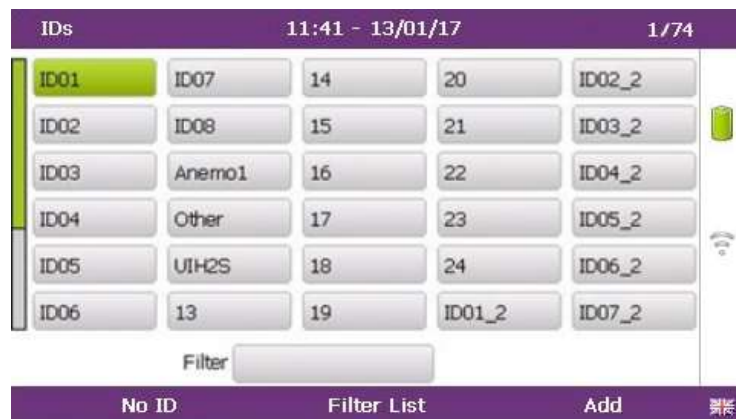 IDs 11:41 - 13/01/17 1/74
ID01 ID07 14 20 ID02_2
ID02 ID08 15 21 ID03_2
ID03 Anemo1 16 22 ID04_2
ID04 Other 17 23 ID05_2
ID05 UIH2S 18 24 ID06_2
ID06 13 19 ID01_2 ID07_2
Filter
No ID Filter List Add